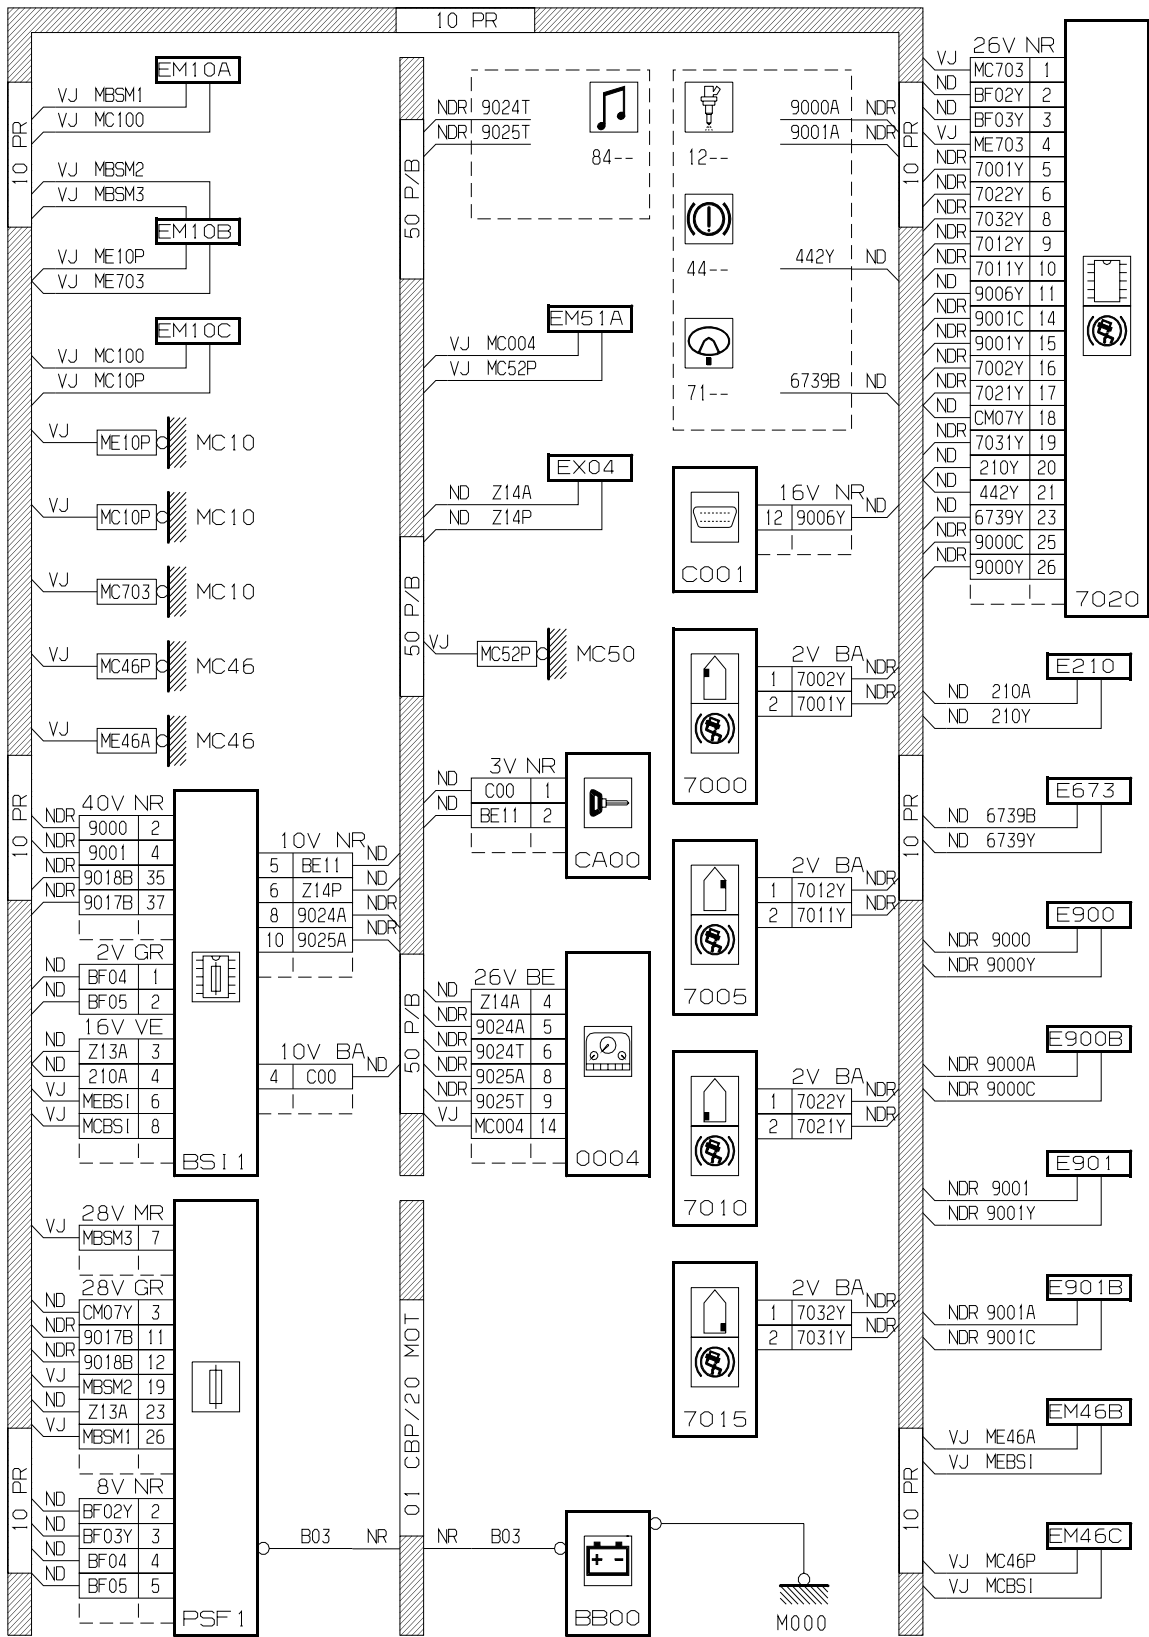 10 PR
EM10A
VJ MBSM1
VJ MC100
10 PR
VJ MBSM2
VJ MBSM3
EM10B
VJ ME10P
VJ ME703
EM10C
VJ MC100
VJ MC10P
VJ ME10P MC10
VJ MC10P MC10
VJ MC703 MC10
VJ MC46P MC46
VJ ME46A MC46
10 PR
40V NR
NDR 9000 2
NDR 9001 4
NDR 9018B 35
NDR 9017B 37
2V GR
ND BF04 1
ND BF05 2
16V VE
ND Z13A 3
ND 210A 4
VJ MEBSI 6
VJ MCBSI 8
BSI1
10V NR
5 BE11 ND
6 Z14P ND
8 9024A NDR
10 9025A NDR
10V BA
4 C00 ND
28V MR
VJ MBSM3 7
28V GR
ND CM07Y 3
NDR 9017B 11
NDR 9018B 12
VJ MBSM2 19
ND Z13A 23
VJ MBSM1 26
10 PR
8V NR
ND BF02Y 2
ND BF03Y 3
ND BF04 4
ND BF05 5
PSF1
B03 NR
50 P/B
NDR 9024T
NDR 9025T
84--
EM51A
VJ MC004
VJ MC52P
EX04
ND Z14A
ND Z14P
50 P/B
VJ MC52P MC50
3V NR
ND C00 1
ND BE11 2
CA00
50 P/B
26V BE
ND Z14A 4
NDR 9024A 5
NDR 9024T 6
NDR 9025A 8
NDR 9025T 9
VJ MC004 14
0004
01 CBP/20 MOT
NR B03
BB00
M000
9000A NDR
9001A NDR
12--
44--
442Y ND
71--
6739B ND
16V NR
12 9006Y ND
C001
2V BA
1 7002Y NDR
2 7001Y NDR
7000
2V BA
1 7012Y NDR
2 7011Y NDR
7005
2V BA
1 7022Y NDR
2 7021Y NDR
7010
2V BA
1 7032Y NDR
2 7031Y NDR
7015
10 PR
26V NR
VJ MC703 1
ND BF02Y 2
ND BF03Y 3
VJ ME703 4
NDR 7001Y 5
NDR 7022Y 6
NDR 7032Y 8
NDR 7012Y 9
NDR 7011Y 10
ND 9006Y 11
NDR 9001C 14
NDR 9001Y 15
NDR 7002Y 16
NDR 7021Y 17
ND CM07Y 18
NDR 7031Y 19
ND 210Y 20
ND 442Y 21
ND 6739Y 23
NDR 9000C 25
NDR 9000Y 26
7020
E210
ND 210A
ND 210Y
10 PR
E673
ND 6739B
ND 6739Y
E900
NDR 9000
NDR 9000Y
E900B
NDR 9000A
NDR 9000C
E901
NDR 9001
NDR 9001Y
E901B
NDR 9001A
NDR 9001C
10 PR
EM46B
VJ ME46A
VJ MEBSI
EM46C
VJ MC46P
VJ MCBSI